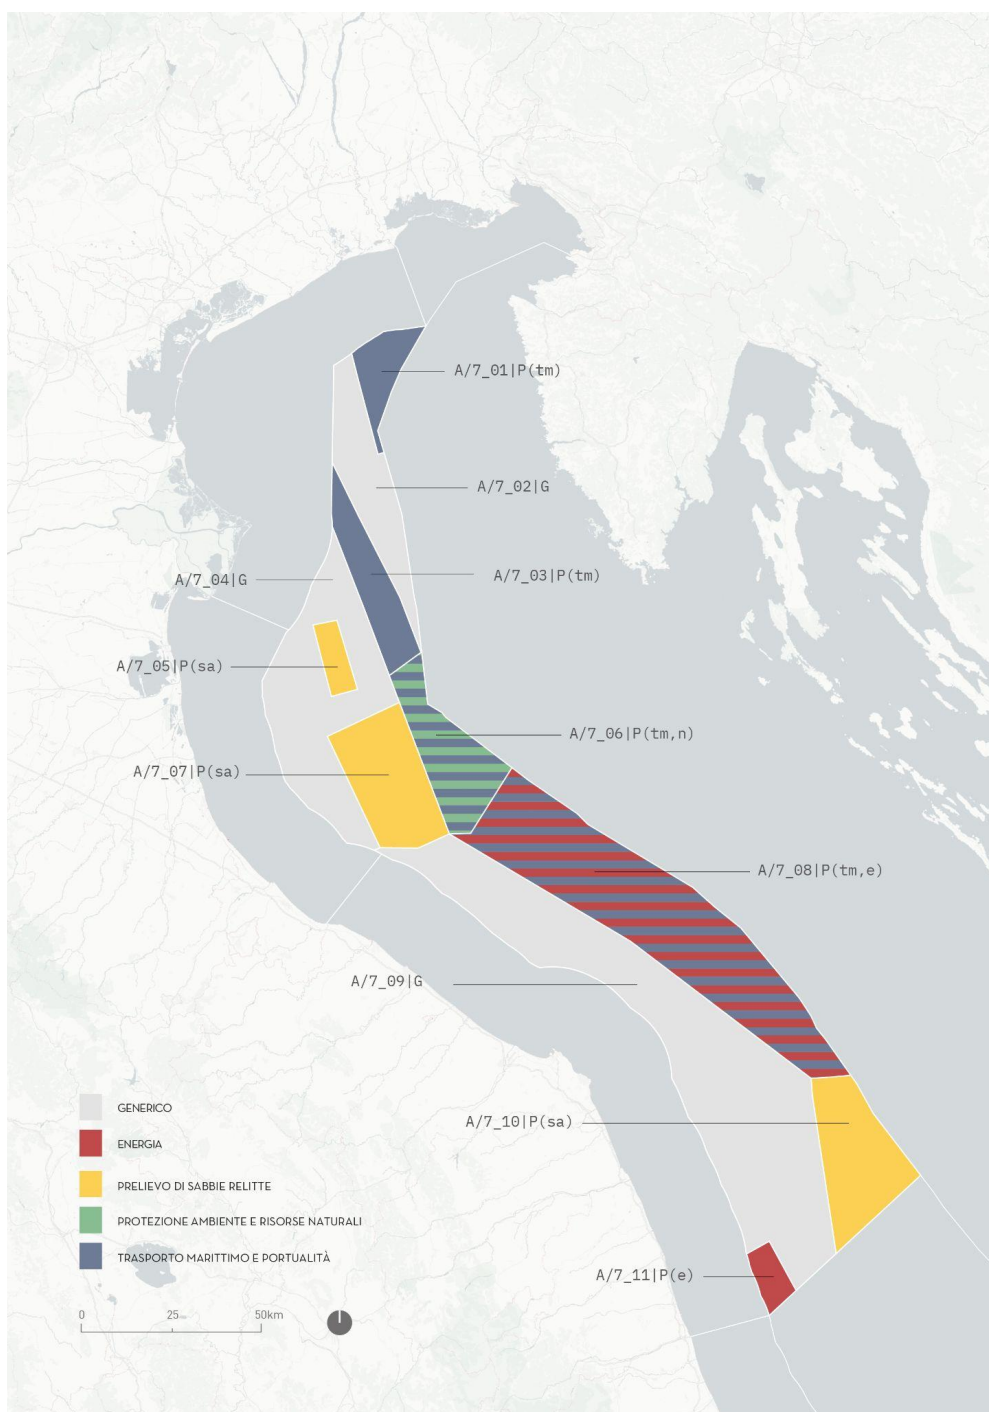 A/7_01|P(tm)
A/7_02|G
A/7_03|P(tm)
A/7_04|G
A/7_05|P(sa)
A/7_06|P(tm,n)
A/7_07|P(sa)
A/7_08|P(tm,e)
A/7_09|G
A/7_10|P(sa)
A/7_11|P(e)
GENERICO
ENERGIA
PRELIEVO DI SABBIE RELITTE
PROTEZIONE AMBIENTE E RISORSE NATURALI
TRASPORTO MARITTIMO E PORTUALITÀ
0 25 50km